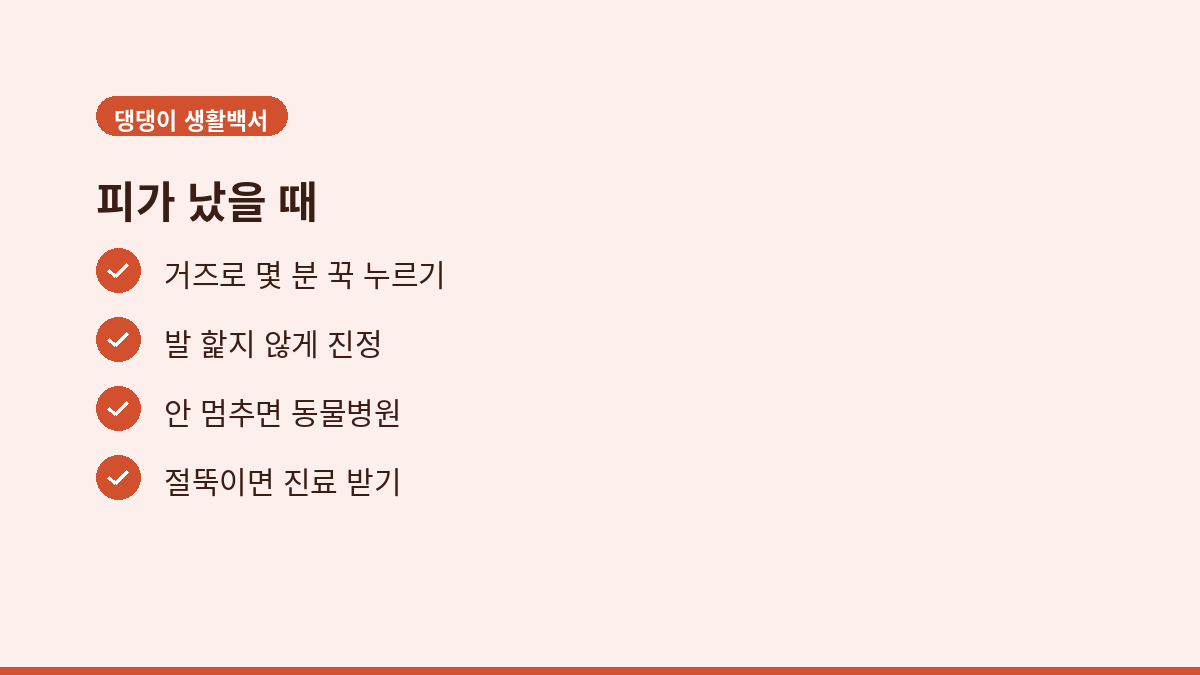 댕댕이 생활백서
피가 났을 때
거즈로 몇 분 꾹 누르기
발 핥지 않게 진정
안 멈추면 동물병원
절뚝이면 진료 받기